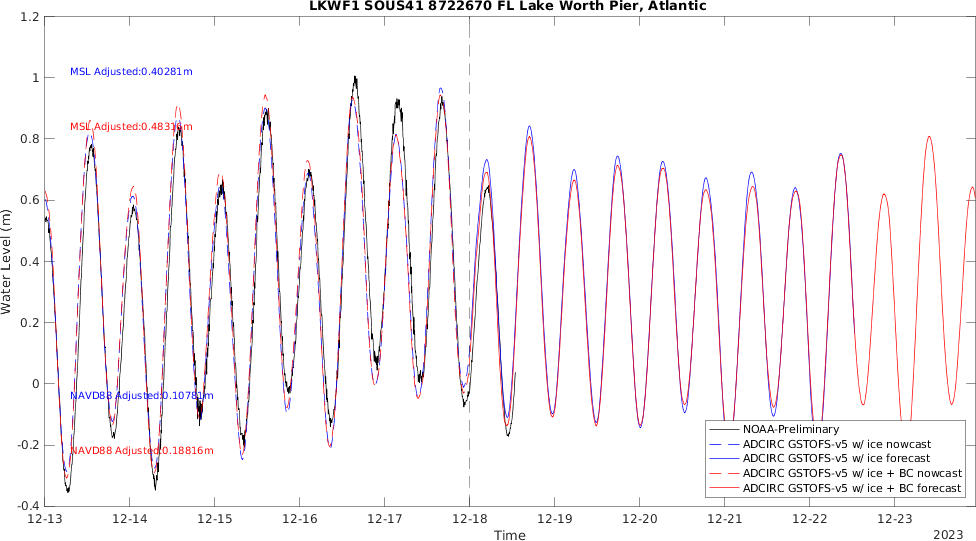 LKWF1 SOUS41 8722670 FL Lake Worth Pier, Atlantic
1.2
1
0.8
0.6
0.4
0.2
0
-0.2
-0.4
Water Level (m)
MSL Adjusted:0.40281m
NAVD88 Adjusted:0.10781m
NAVD88 Adjusted:0.18816m
NOAA-Preliminary
ADCIRC GSTOFS-v5 w/ ice nowcast
ADCIRC GSTOFS-v5 w/ ice forecast
ADCIRC GSTOFS-v5 w/ ice + BC nowcast
ADCIRC GSTOFS-v5 w/ ice + BC forecast
12-13 12-14 12-15 12-16 12-17 12-18 12-19 12-20 12-21 12-22 12-23
Time
2023